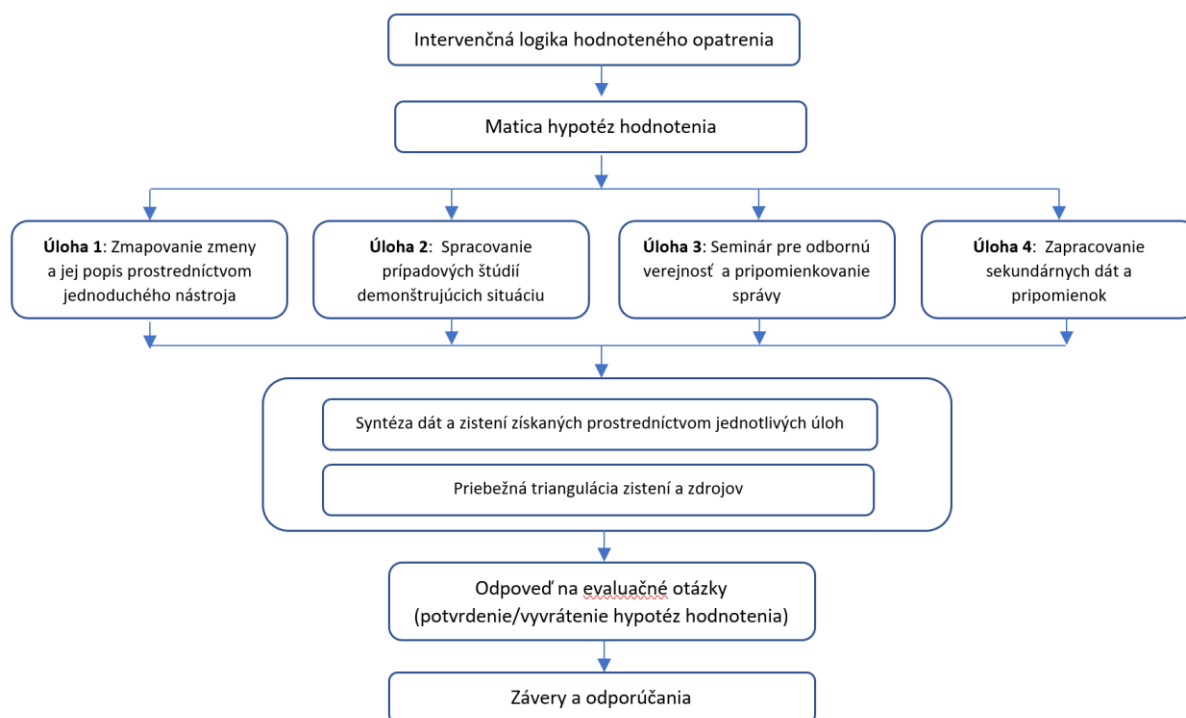 Intervenčná logika hodnoteného opatrenia
Matica hypotéz hodnotenia
Úloha 1: Zmapovanie zmeny
a jej popis prostredníctvom
jednoduchého nástroja
Úloha 2: Spracovanie
prípadových štúdií
demonštrujúcich situáciu
Úloha 3: Seminár pre odbornú
verejnosť a pripomienkovanie
správy
Úloha 4: Zapracovanie
sekundárnych dát a
pripomienok
Syntéza dát a zistení získaných prostredníctvom jednotlivých úloh
Priebežná triangulácia zistení a zdrojov
Odpoveď na evaluačné otázky
(potvrdenie/vyvrátenie hypotéz hodnotenia)
Závery a odporúčania